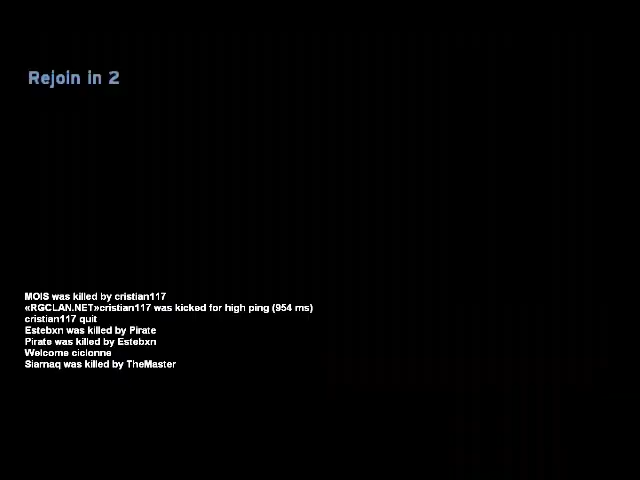 Rejoin in 2
MOIS was killed by cristian117
«RGCLAN.NET»cristian117 was kicked for high ping (954 ms)
cristian117 quit
Estebxn was killed by Pirate
Pirate was killed by Estebxn
Welcome ciclonne
Siarnaq was killed by TheMaster